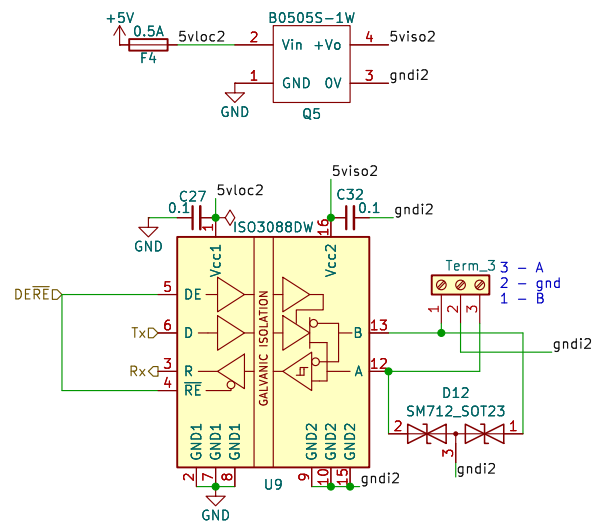 B0505S-1W
+5V
0.5A
5vloc2
2
Vin
+Vo
4
5viso2
F4
1
GND
0V
3
gndi2
GND
Q5
5viso2
C27
5vloc2
C32
0.1
0.1
gndi2
1
16
ISO3088DW
GND
Vcc1
Vcc2
Term_3
3 - A
2 - gnd
1 - B
DERE
5
DE
1
2
3
Tx
6
D
GALVANIC ISOLATION
B
13
gndi2
Rx
3
R
A
12
4
RE
D12
SM712_SOT23
2
1
GND1
GND1
GND1
GND2
GND2
GND2
3
gndi2
2
7
8
9
10
15
gndi2
U9
GND